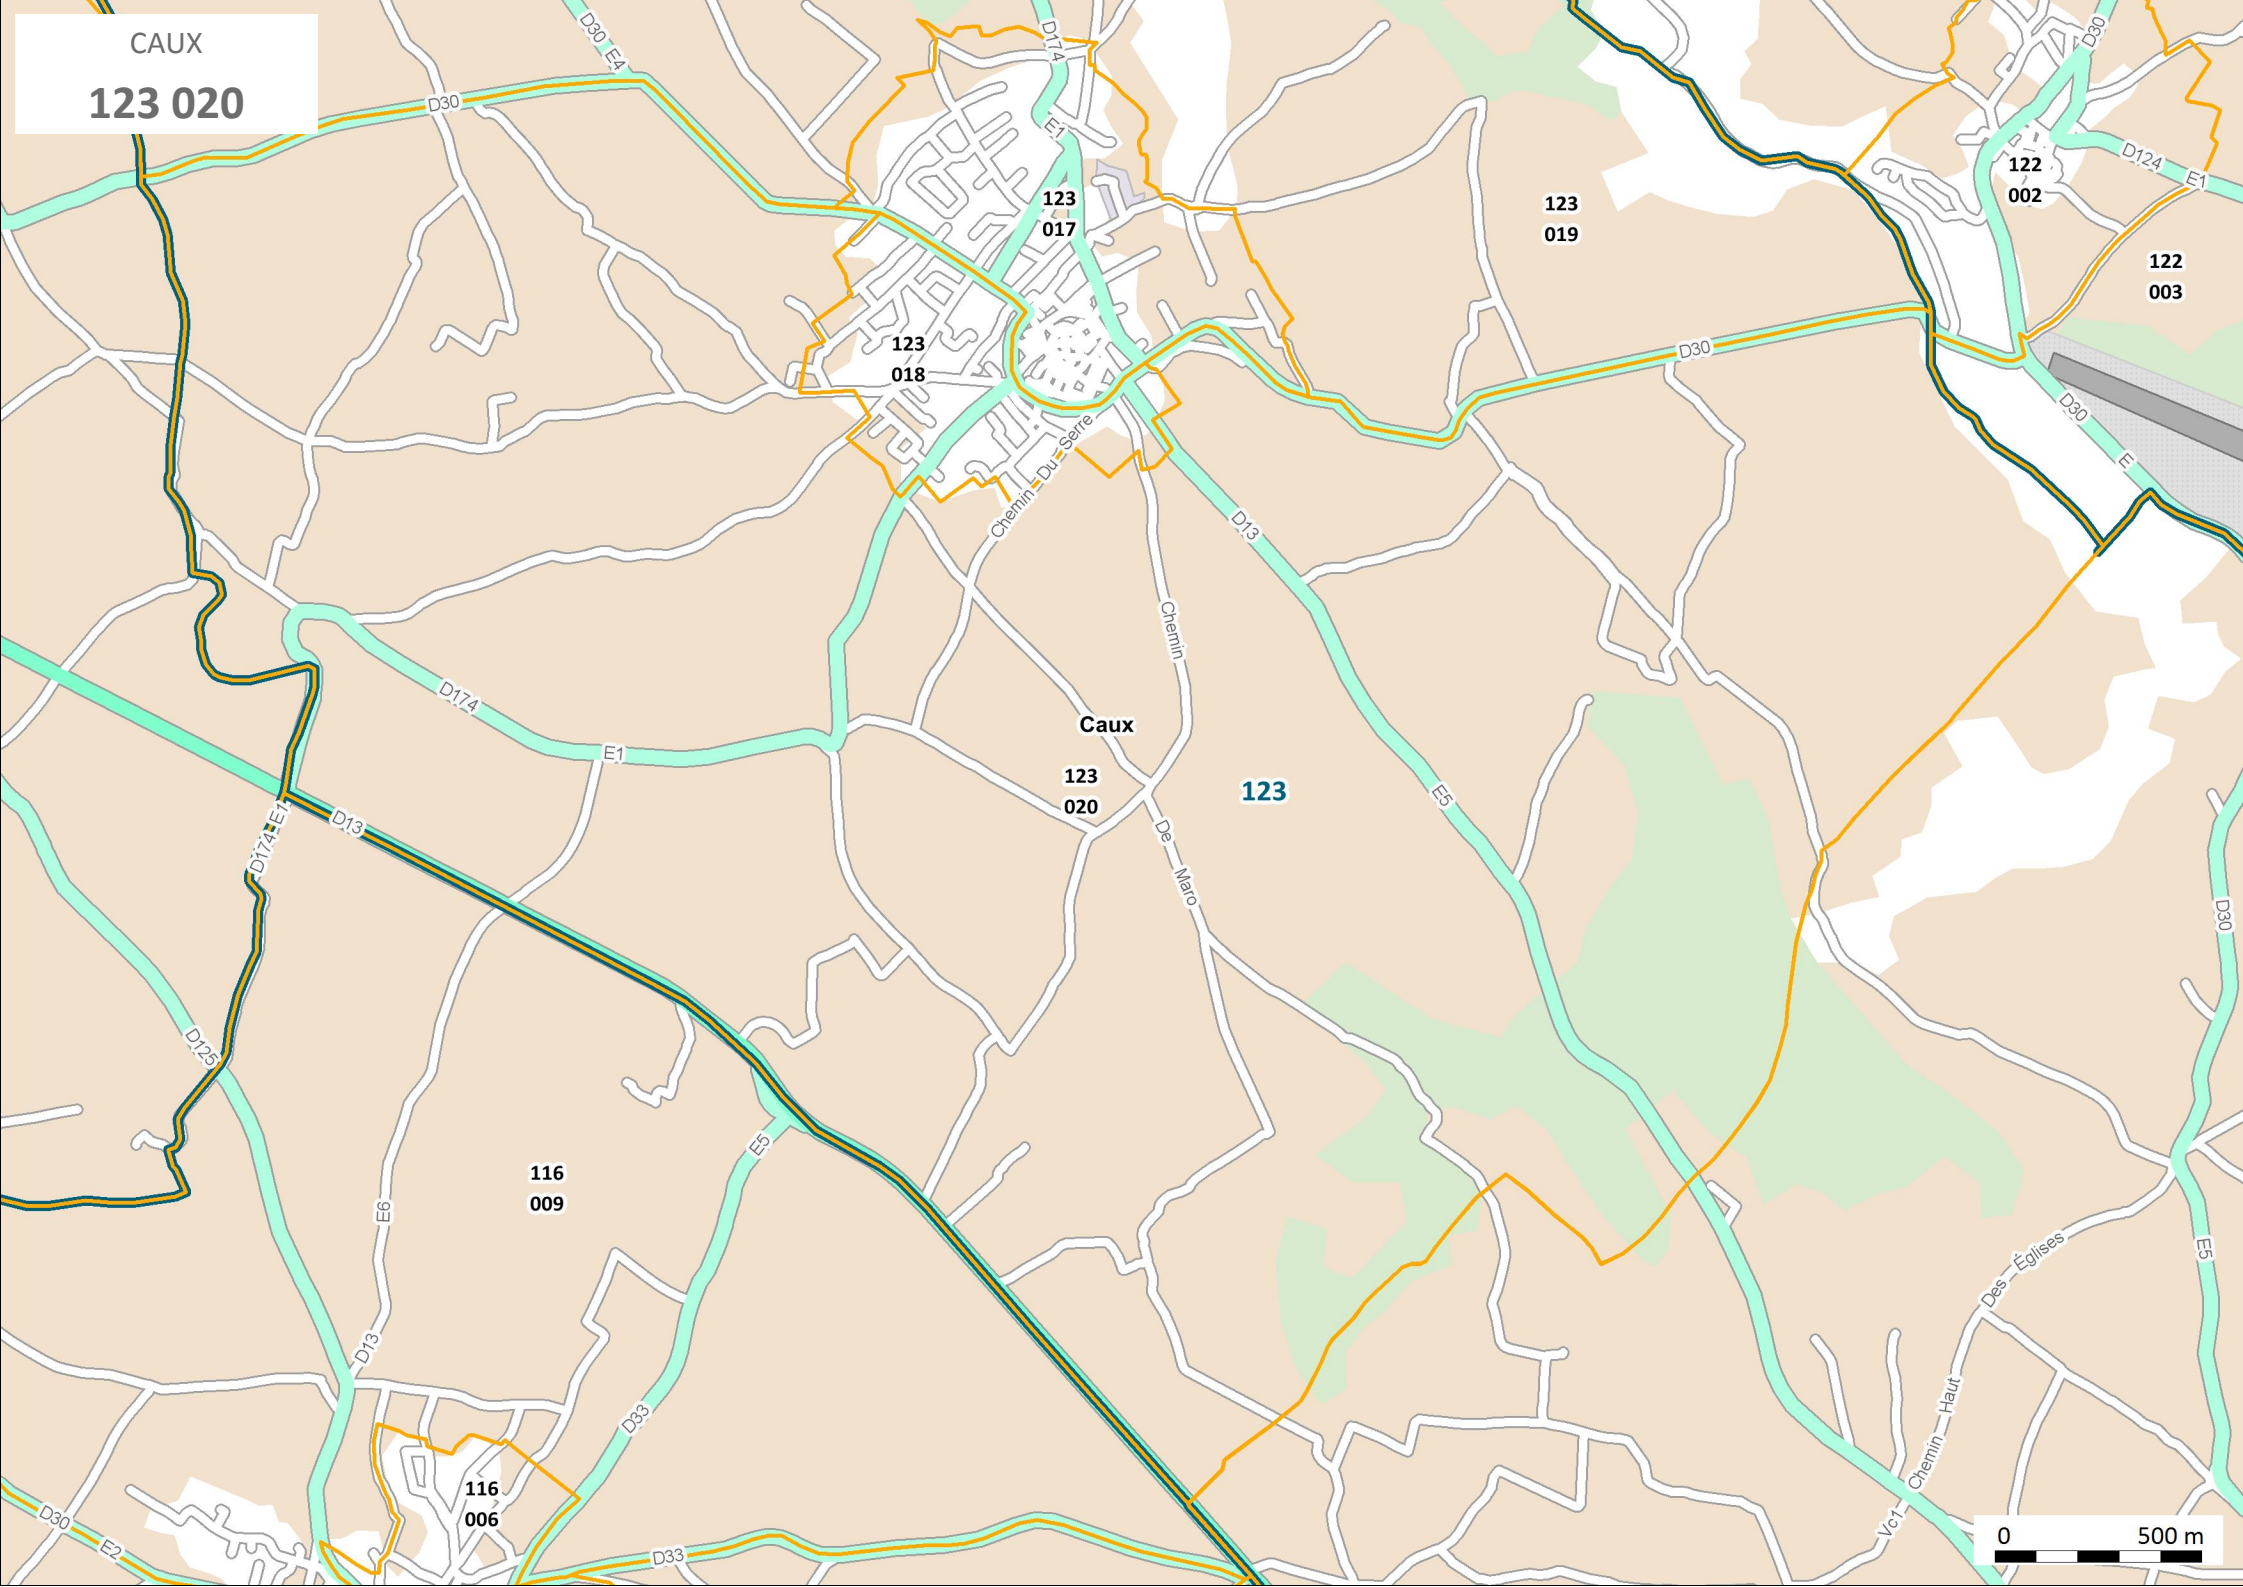 CAUX
123 020
D30 E4
D174
D30
D30
E1
D124
E1
123
017
123
019
122
002
122
003
123
018
D30
D30
E
Chemin Du Serre
D13
Chemin
D174
E1
Caux
123
020
123
E5
D174 E1
D13
De Maro
D30
D125
E5
116
009
E6
Des Églises
E5
D13
Chemin Haut
D33
116
006
D30
E2
D33
Vc1
0 500 m